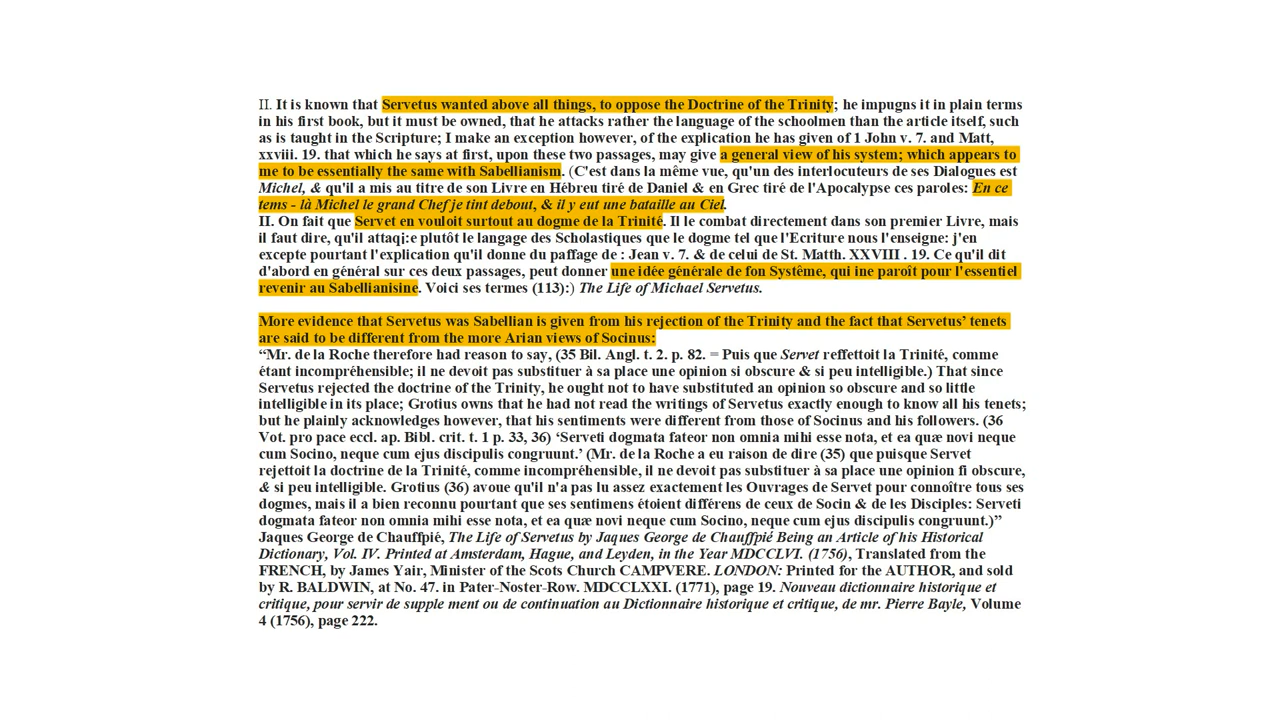 II. It is known that Servetus wanted above all things, to oppose the Doctrine of the Trinity; he impugns it in plain terms
in his first book, but it must be owned, that he attacks rather the language of the schoolmen than the article itself, such
as is taught in the Scripture; I make an exception however, of the explication he has given of 1 John v. 7. and Matt,
xxviii. 19. that which he says at first, upon these two passages, may give a general view of his system; which appears to
me to be essentially the same with Sabellianism. (C'est dans la même vue, qu'un des interlocuteurs de ses Dialogues est
Michel, & qu'il a mis au titre de son Livre en Hébreu tiré de Daniel & en Grec tiré de l'Apocalypse ces paroles: En ce
tems - là Michel le grand Chef je tint debout, & il y eut une bataille au Ciel.
II. On fait que Servet en vouloit surtout au dogme de la Trinité. Il le combat directement dans son premier Livre, mais
il faut dire, qu'il attaqi:e plutôt le langage des Scholastiques que le dogme tel que l'Ecriture nous l'enseigne: j'en
excepte pourtant l'explication qu'il donne du paffage de : Jean v. 7. & de celui de St. Matth. XXVIII . 19. Ce qu'il dit
d'abord en général sur ces deux passages, peut donner une idée générale de fon Systême, qui ine paroît pour l'essentiel
revenir au Sabellianisine. Voici ses termes (113):) The Life of Michael Servetus.
More evidence that Servetus was Sabellian is given from his rejection of the Trinity and the fact that Servetus’ tenets
are said to be different from the more Arian views of Socinus:
“Mr. de la Roche therefore had reason to say, (35 Bil. Angl. t. 2. p. 82. = Puis que Servet reffettoit la Trinité, comme
étant incompréhensible; il ne devoit pas substituer à sa place une opinion si obscure & si peu intelligible.) That since
Servetus rejected the doctrine of the Trinity, he ought not to have substituted an opinion so obscure and so little
intelligible in its place; Grotius owns that he had not read the writings of Servetus exactly enough to know all his tenets;
but he plainly acknowledges however, that his sentiments were different from those of Socinus and his followers. (36
Vot. pro pace eccl. ap. Bibl. crit. t. 1 p. 33, 36) ‘Serveti dogmata fateor non omnia mihi esse nota, et ea quæ novi neque
cum Socino, neque cum ejus discipulis congruunt.’ (Mr. de la Roche a eu raison de dire (35) que puisque Servet
rejettoit la doctrine de la Trinité, comme incompréhensible, il ne devoit pas substituer à sa place une opinion fi obscure,
& si peu intelligible. Grotius (36) avoue qu'il n'a pas lu assez exactement les Ouvrages de Servet pour connoître tous ses
dogmes, mais il a bien reconnu pourtant que ses sentimens étoient différens de ceux de Socin & de les Disciples: Serveti
dogmata fateor non omnia mihi esse nota, et ea quæ novi neque cum Socino, neque cum ejus discipulis congruunt.)”
Jaques George de Chauffpié, The Life of Servetus by Jaques George de Chauffpié Being an Article of his Historical
Dictionary, Vol. IV. Printed at Amsterdam, Hague, and Leyden, in the Year MDCCLVI. (1756), Translated from the
FRENCH, by James Yair, Minister of the Scots Church CAMPVERE. LONDON: Printed for the AUTHOR, and sold
by R. BALDWIN, at No. 47. in Pater-Noster-Row. MDCCLXXI. (1771), page 19. Nouveau dictionnaire historique et
critique, pour servir de supple ment ou de continuation au Dictionnaire historique et critique, de mr. Pierre Bayle, Volume
4 (1756), page 222.